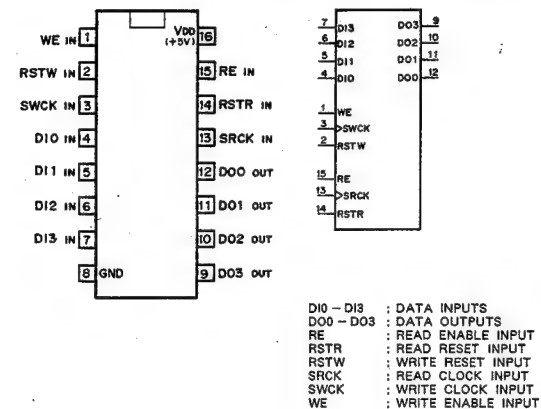 WE IN 1
RSTW IN 2
SWCK IN 3
DI0 IN 4
DI1 IN 5
DI2 IN 6
DI3 IN 7
8 GND
VDD (+5V) 16
15 RE IN
14 RSTR IN
13 SRCK IN
12 DO0 OUT
11 DO1 OUT
10 DO2 OUT
9 DO3 OUT
7 DI3 DO3 9
6 DI2 DO2 10
5 DI1 DO1 11
4 DI0 DO0 12
1 WE
3 >SWCK
2 RSTW
15 RE
13 >SRCK
14 RSTR
DI0 – DI3 : DATA INPUTS
DO0 – DO3 : DATA OUTPUTS
RE : READ ENABLE INPUT
RSTR : READ RESET INPUT
RSTW : WRITE RESET INPUT
SRCK : READ CLOCK INPUT
SWCK : WRITE CLOCK INPUT
WE : WRITE ENABLE INPUT